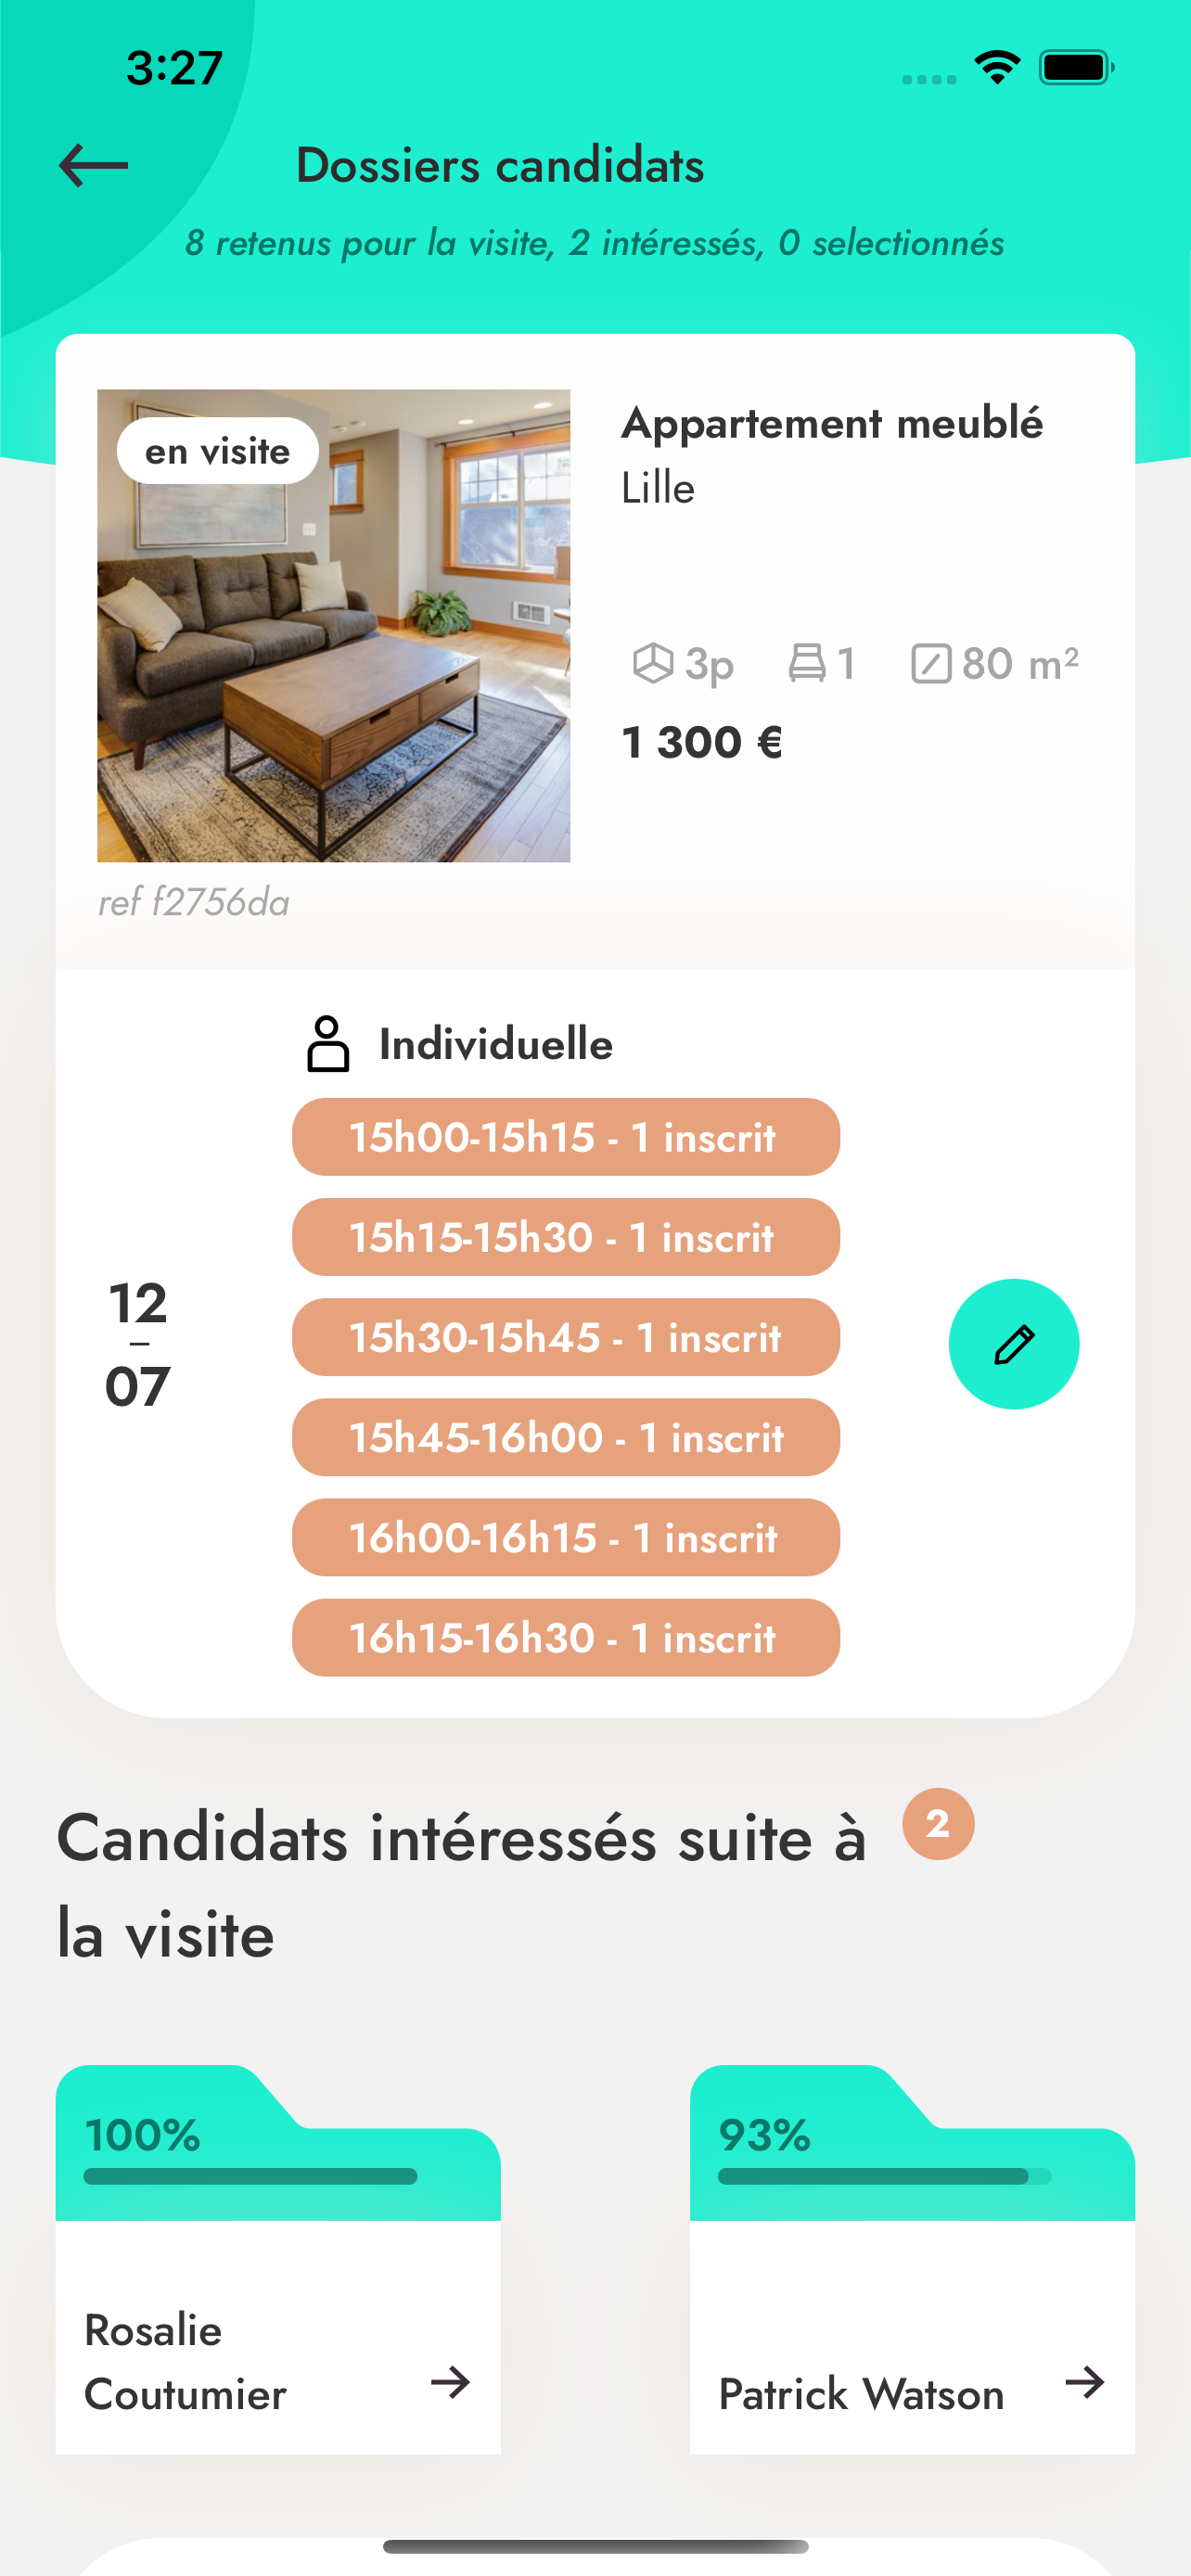 3:27
Dossiers candidats
8 retenus pour la visite, 2 intéressés, 0 selectionnés
en visite
Appartement meublé
Lille
3p 1 80 m²
1 300 €
ref f2756da
Individuelle
15h00-15h15 - 1 inscrit
15h15-15h30 - 1 inscrit
15h30-15h45 - 1 inscrit
15h45-16h00 - 1 inscrit
16h00-16h15 - 1 inscrit
16h15-16h30 - 1 inscrit
12
–
07
Candidats intéressés suite à 2
la visite
100%
Rosalie
Coutumier
93%
Patrick Watson